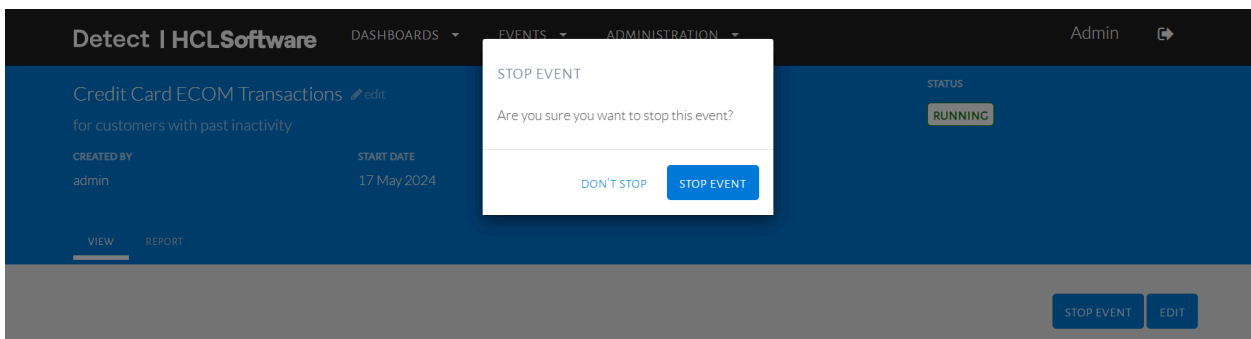 Detect | HCLSoftware DASHBOARDS EVENTS ADMINISTRATION Admin
STOP EVENT
Are you sure you want to stop this event?
DON'T STOP STOP EVENT
Credit Card ECOM Transactions edit
for customers with past inactivity
STATUS
RUNNING
CREATED BY START DATE
admin 17 May 2024
VIEW REPORT
STOP EVENT EDIT